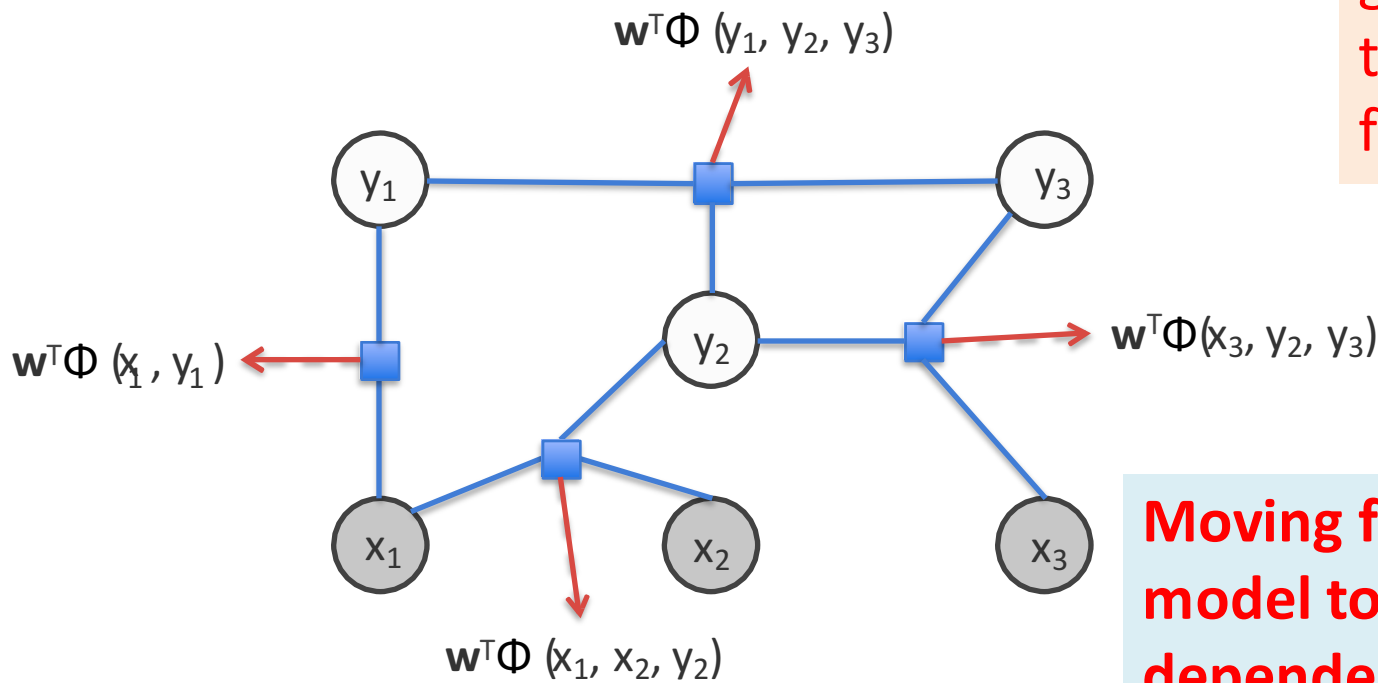 wᵀΦ (y₁, y₂, y₃)
y₁
y₃
y₂
wᵀΦ (x₁, y₁)
wᵀΦ(x₃, y₂, y₃)
x₁
x₂
x₃
wᵀΦ (x₁, x₂, y₂)
Moving
model to